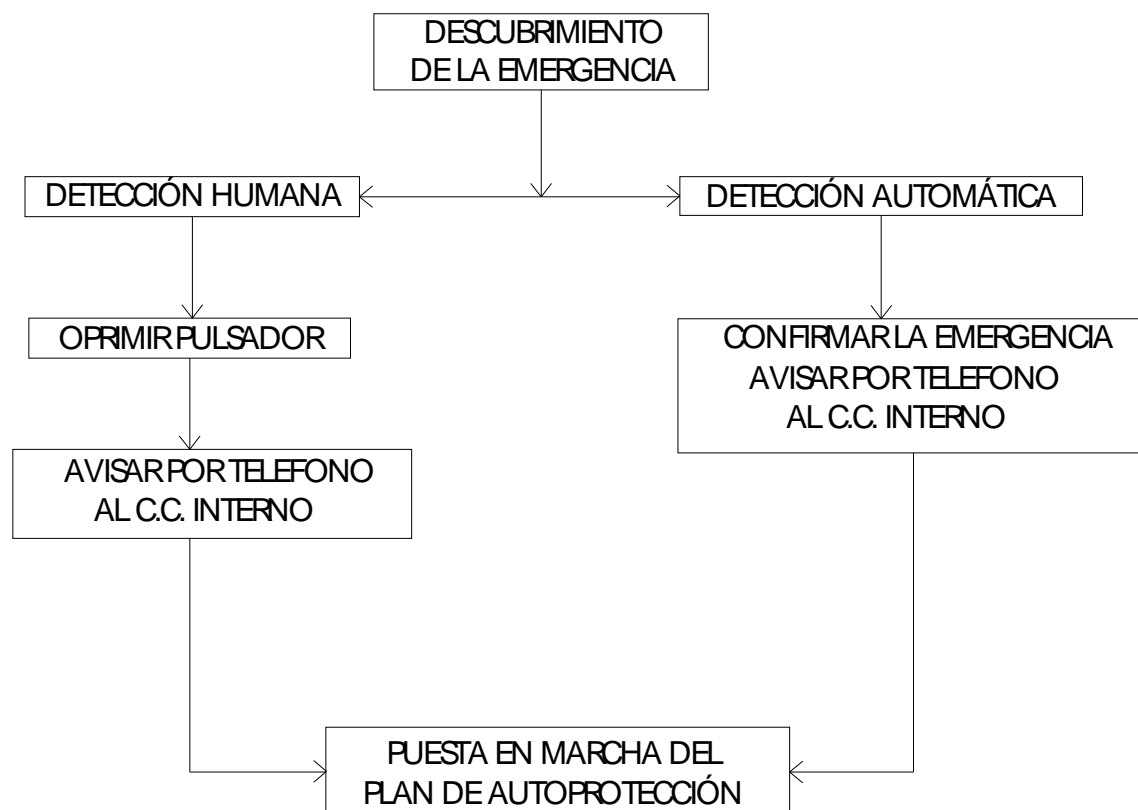 DESCUBRIMIENTO
DE LA EMERGENCIA
DETECCIÓN HUMANA
DETECCIÓN AUTOMÁTICA
OPRIMIR PULSADOR
CONFIRMAR LA EMERGENCIA
AVISAR POR TELEFONO
AL C.C. INTERNO
AVISAR POR TELEFONO
AL C.C. INTERNO
PUESTA EN MARCHA DEL
PLAN DE AUTOPROTECCIÓN